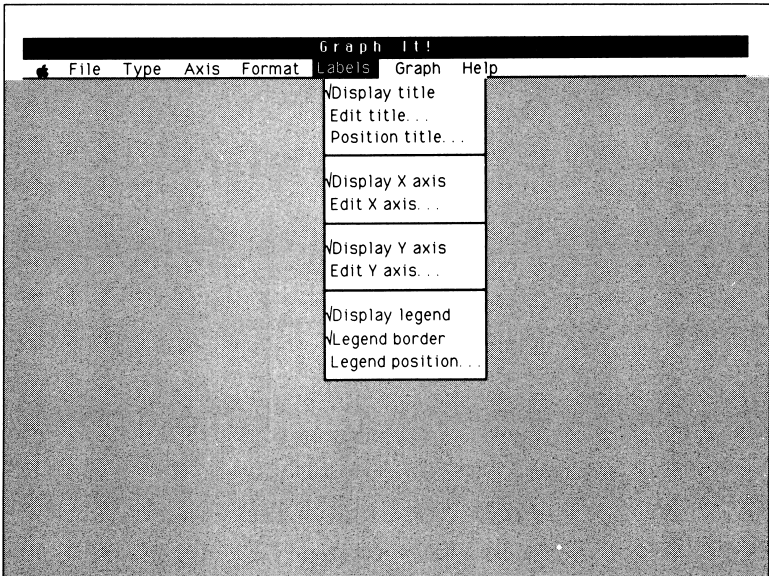 Graph It!
File Type Axis Format Labels Graph Help
√Display title
Edit title...
Position title...
√Display X axis
Edit X axis...
√Display Y axis
Edit Y axis...
√Display legend
√Legend border
Legend position...